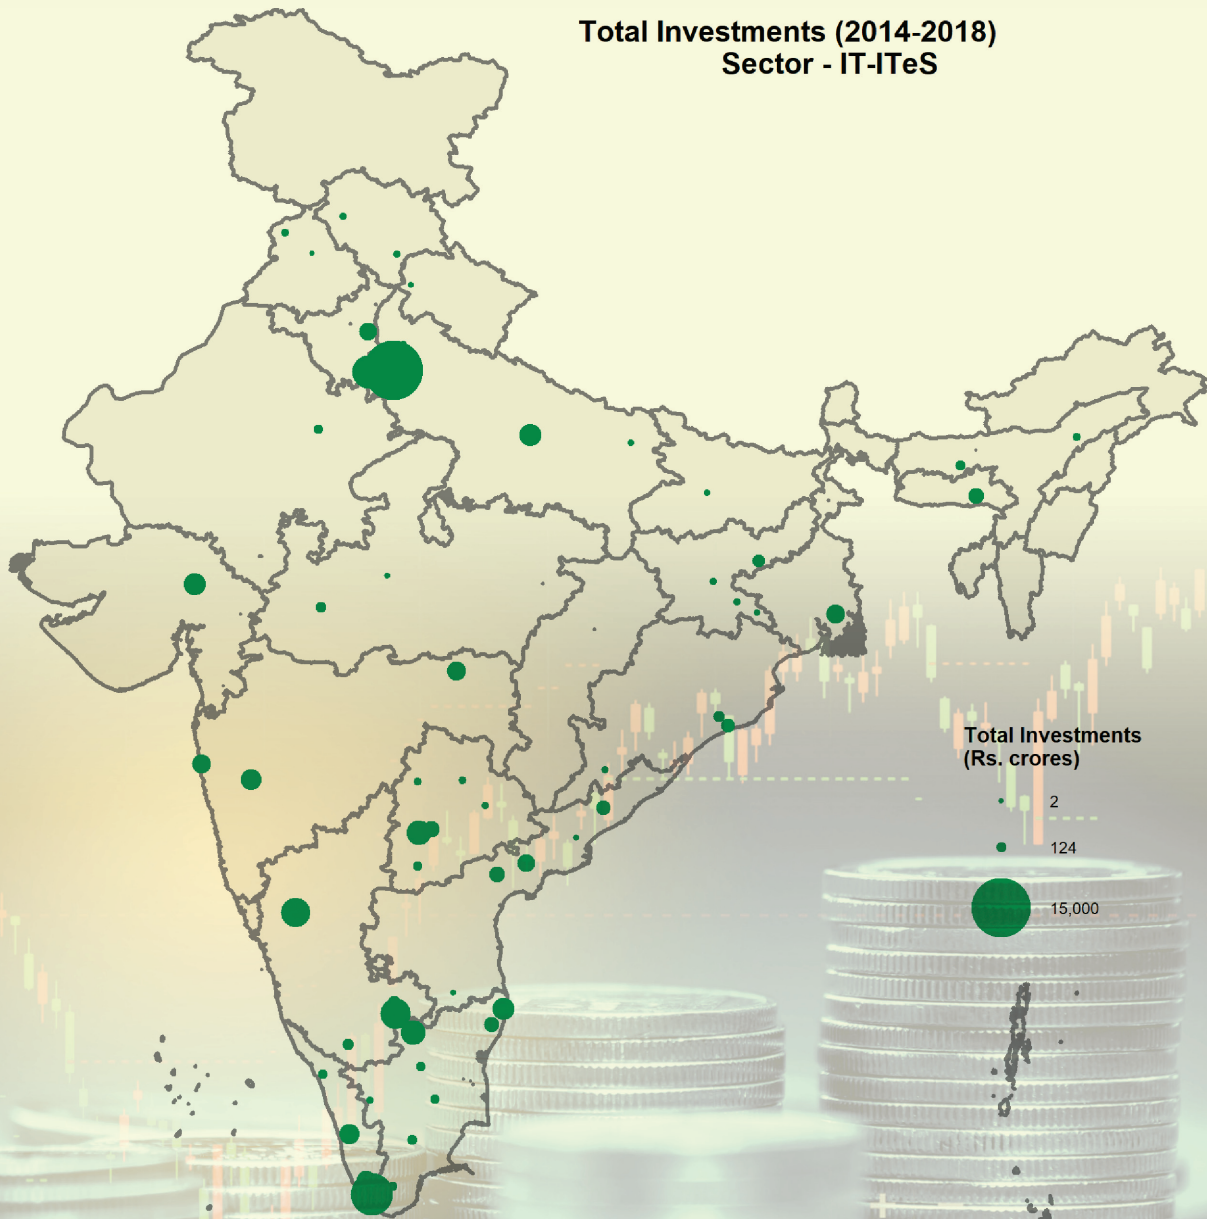 Total Investments (2014-2018)
Sector - IT-ITeS
Total Investments
(Rs. crores)
2
124
15,000